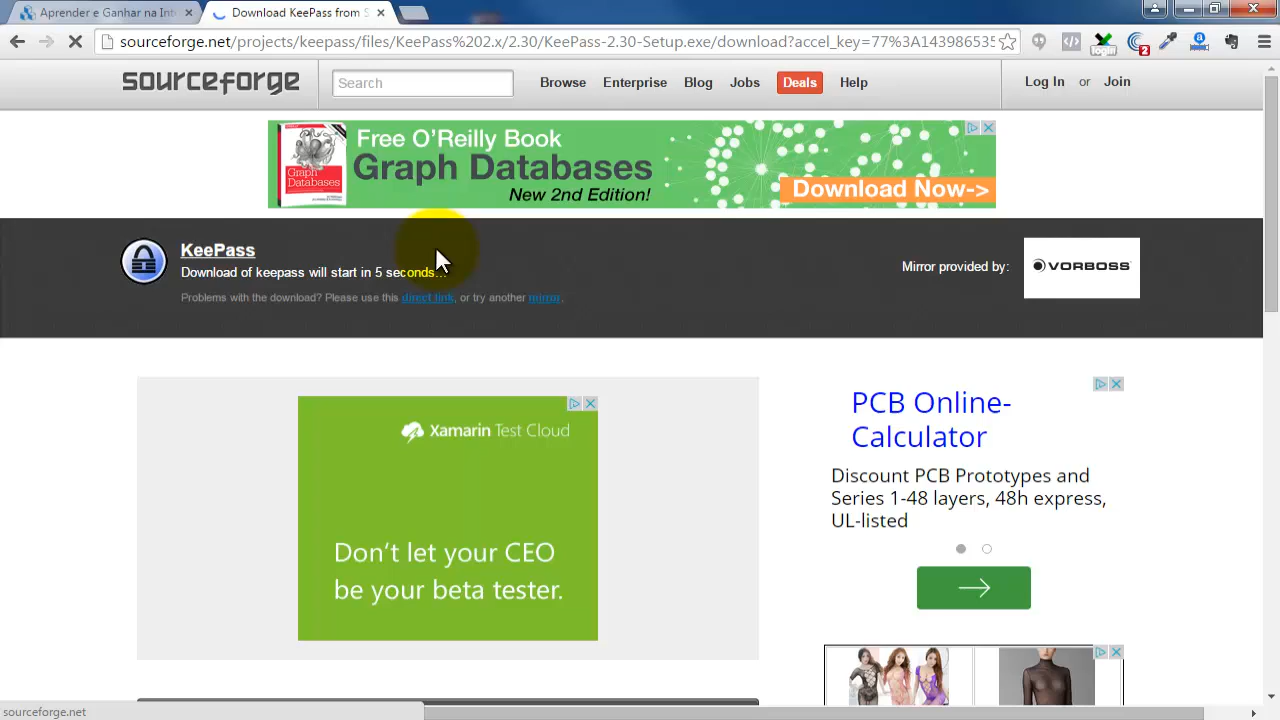 Aprender e Ganhar na Int
Download KeePass from S
sourceforge.net/projects/keepass/files/KeePass%202.x/2.30/KeePass-2.30-Setup.exe/download?accel_key=77%3A143986535
login
2
sourceforge
Search
Browse
Enterprise
Blog
Jobs
Deals
Help
Log In or Join
Free O'Reilly Book
Graph Databases
New 2nd Edition!
Download Now->
Graph Databases
KeePass
Download of keepass will start in 5 seconds...
Problems with the download? Please use this direct link, or try another mirror.
Mirror provided by:
VORBOSS
Xamarin Test Cloud
Don't let your CEO
be your beta tester.
PCB Online-
Calculator
Discount PCB Prototypes and
Series 1-48 layers, 48h express,
UL-listed
sourceforge.net